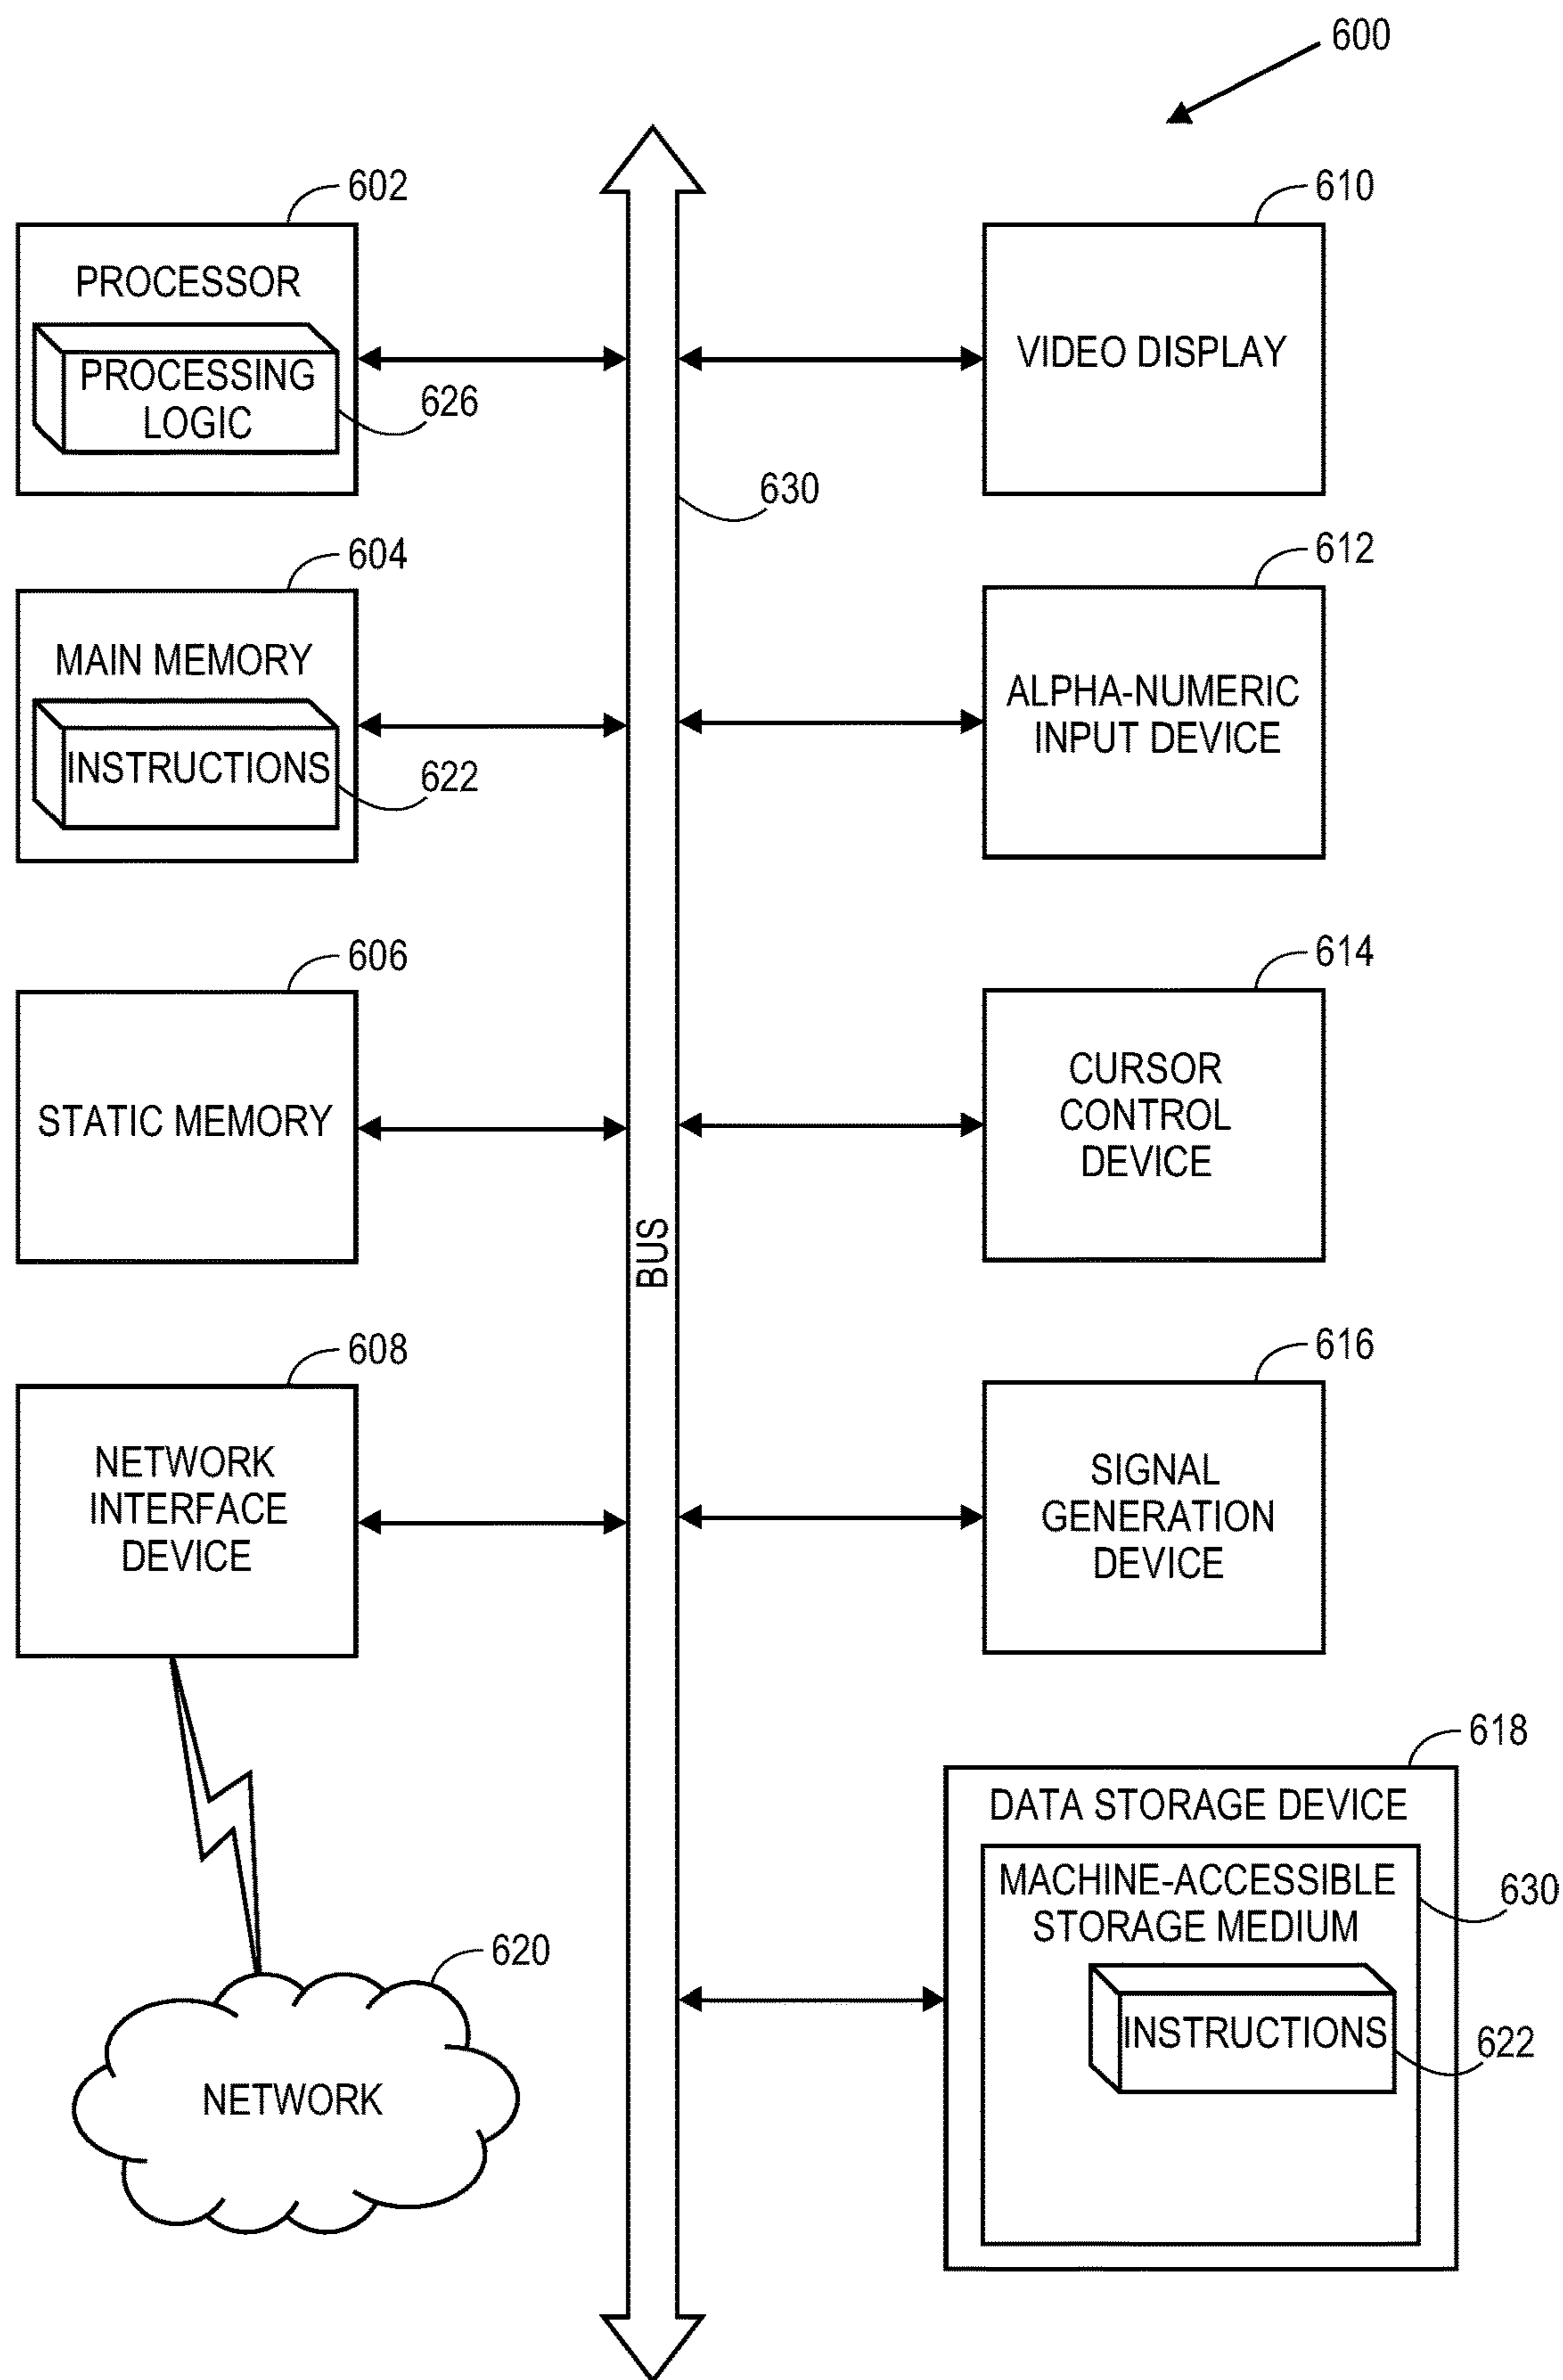 600
602
PROCESSOR
PROCESSING
LOGIC
626
610
VIDEO DISPLAY
630
604
MAIN MEMORY
INSTRUCTIONS
622
612
ALPHA-NUMERIC
INPUT DEVICE
606
STATIC MEMORY
614
CURSOR
CONTROL
DEVICE
BUS
608
NETWORK
INTERFACE
DEVICE
616
SIGNAL
GENERATION
DEVICE
618
DATA STORAGE DEVICE
MACHINE-ACCESSIBLE
STORAGE MEDIUM
630
INSTRUCTIONS
622
620
NETWORK